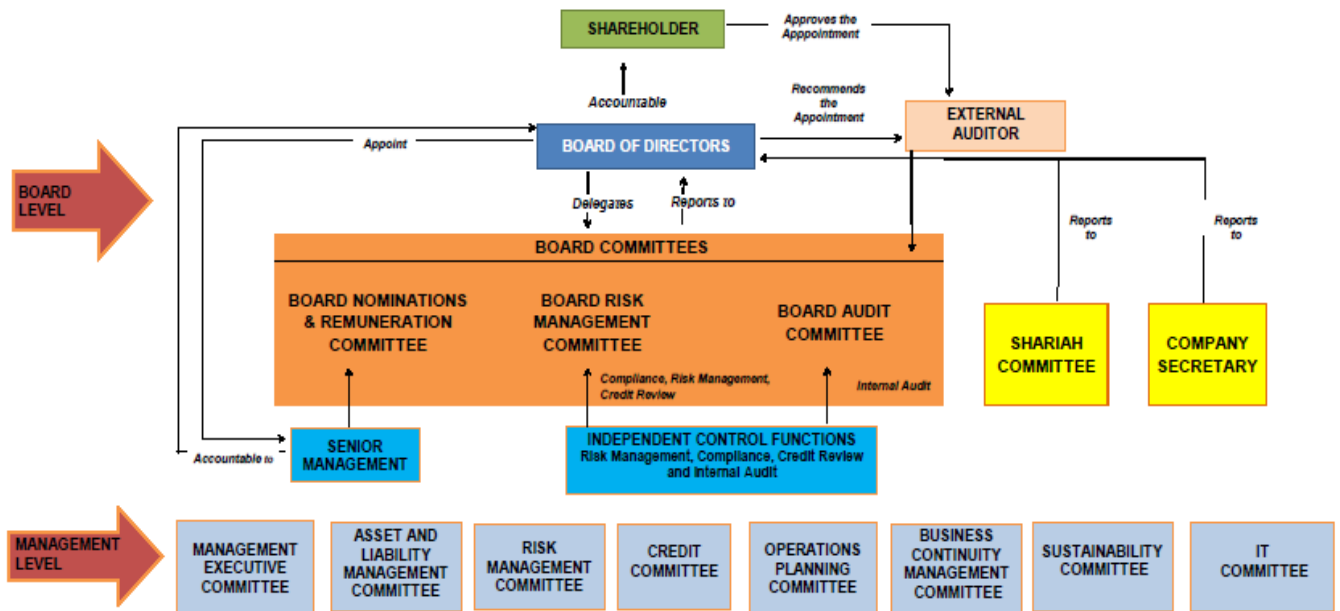 SHAREHOLDER
Approves the
Apppointment
Accountable
Recommends
the
Appointment
EXTERNAL
AUDITOR
Appoint
BOARD OF DIRECTORS
BOARD
LEVEL
Delegates
Reports to
Reports
to
Reports
to
BOARD COMMITTEES
BOARD NOMINATIONS
& REMUNERATION
COMMITTEE
BOARD RISK
MANAGEMENT
COMMITTEE
BOARD AUDIT
COMMITTEE
SHARIAH
COMMITTEE
COMPANY
SECRETARY
Compliance, Risk Management,
Credit Review
Internal Audit
Accountable to
SENIOR
MANAGEMENT
INDEPENDENT CONTROL FUNCTIONS
Risk Management, Compliance, Credit Review
and Internal Audit
MANAGEMENT
LEVEL
MANAGEMENT
EXECUTIVE
COMMITTEE
ASSET AND
LIABILITY
MANAGEMENT
COMMITTEE
RISK
MANAGEMENT
COMMITTEE
CREDIT
COMMITTEE
OPERATIONS
PLANNING
COMMITTEE
BUSINESS
CONTINUITY
MANAGEMENT
COMMITTEE
SUSTAINABILITY
COMMITTEE
IT
COMMITTEE